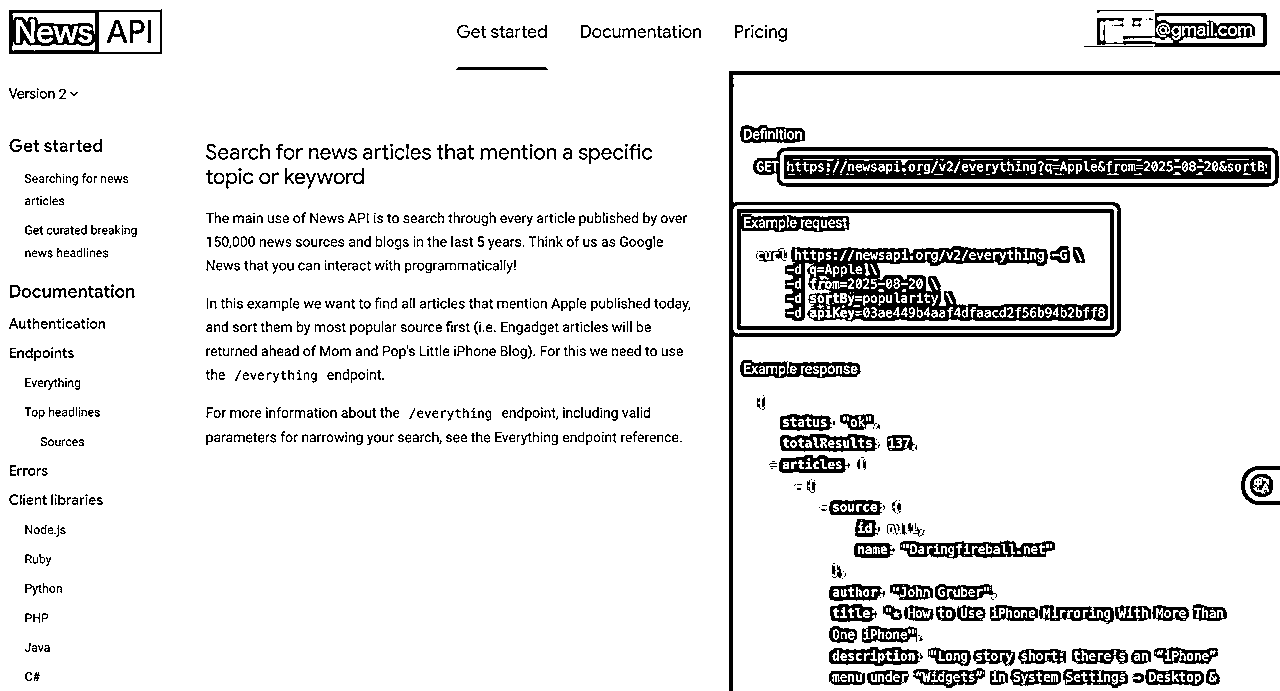 News API
Get started
Documentation
Pricing
@gmail.com
Version 2
Get started
Searching for news
articles
Get curated breaking
news headlines
Documentation
Authentication
Endpoints
Everything
Top headlines
Sources
Errors
Client libraries
Node.js
Ruby
Python
PHP
Java
C#
Search for news articles that mention a specific
topic or keyword
The main use of News API is to search through every article published by over
150,000 news sources and blogs in the last 5 years. Think of us as Google
News that you can interact with programmatically!
In this example we want to find all articles that mention Apple published today,
and sort them by most popular source first (i.e. Engadget articles will be
returned ahead of Mom and Pop's Little iPhone Blog). For this we need to use
the /everything endpoint.
For more information about the /everything endpoint, including valid
parameters for narrowing your search, see the Everything endpoint reference.
Definition
GET https://newsapi.org/v2/everything?q=Apple&from=2025-08-20&sortB
Example request
curl https://newsapi.org/v2/everything -G \
-d q=Apple \
-d from=2025-08-20 \
-d sortBy=popularity \
-d apiKey=03ae449b4aaf4dfaacd2f56b94b2bff8
Example response
{
status: "ok",
totalResults: 137,
articles: [
{
source: {
id: null,
name: "Daringfireball.net"
},
author: "John Gruber",
title: "★ How to Use iPhone Mirroring With More Than
One iPhone",
description: "Long story short: there's an “iPhone”
menu under “Widgets” in System Settings → Desktop &